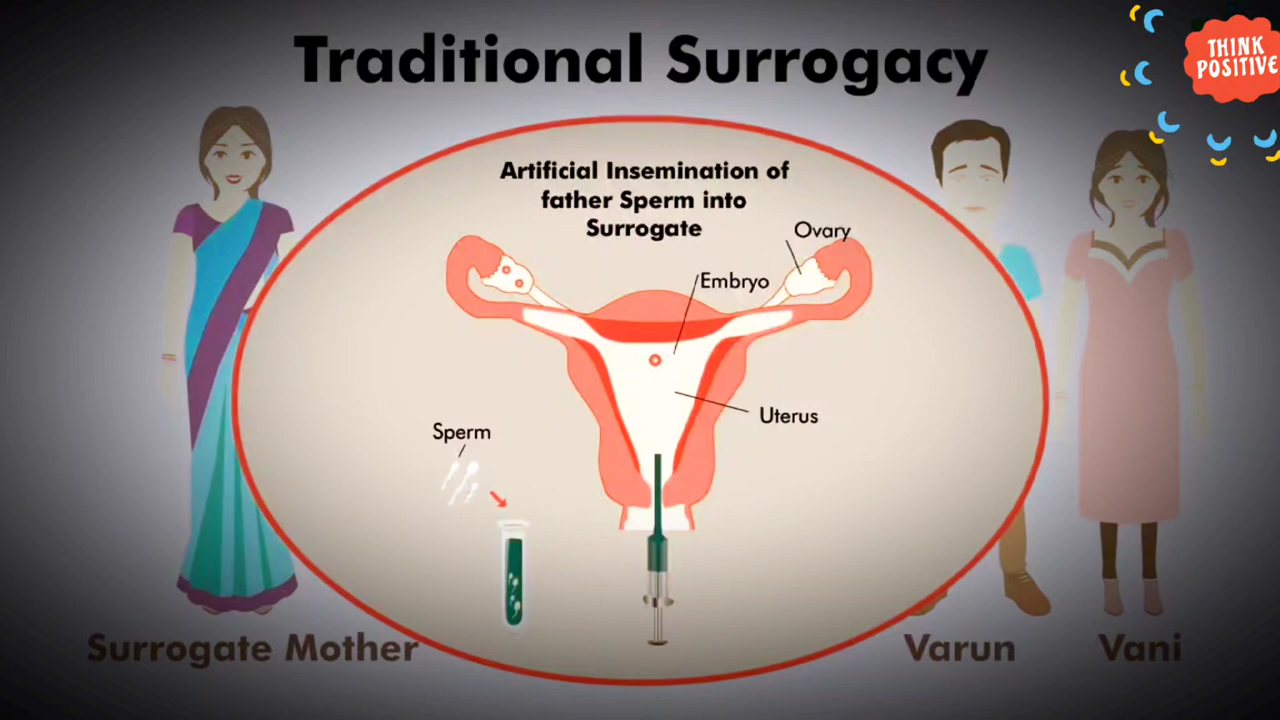 Traditional Surrogacy
THINK
POSITIVE
Artificial Insemination of
father Sperm into
Surrogate
Ovary
Embryo
Uterus
Sperm
Surrogate Mother
Varun
Vani